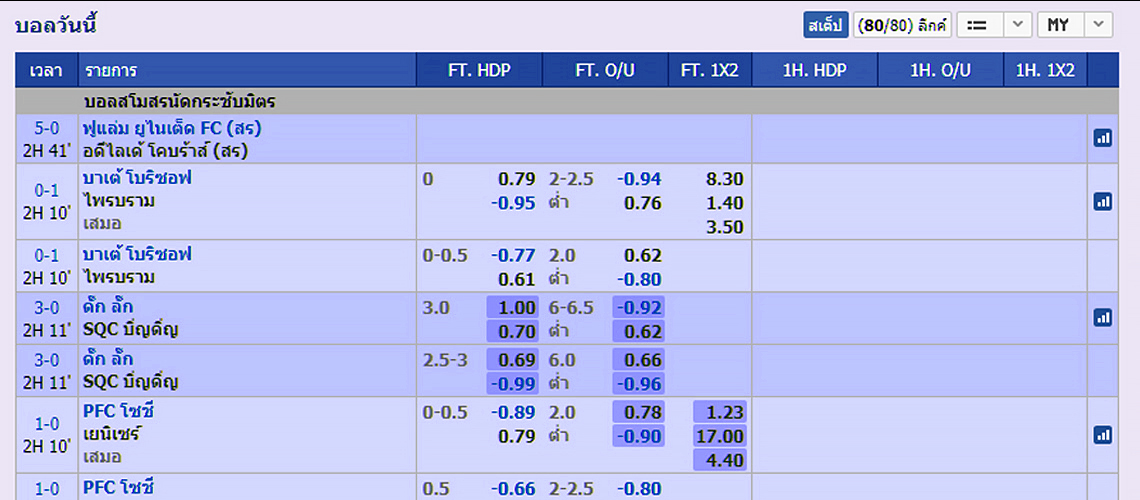 บอลวันนี้ สเต็ป (80/80) ลิกค์ MY
เวลา รายการ FT. HDP FT. O/U FT. 1X2 1H. HDP 1H. O/U 1H. 1X2
บอลสโมสรนัดกระชับมิตร
5-0 ฟูแล่ม ยูไนเต็ด FC (สร)
2H 41' อดีไลเด้ โคบร้าส์ (สร)
บาเต้ โบริซอฟ 0 0.79 2-2.5 -0.94 8.30
0-1 ไพรบราม -0.95 ต่ำ 0.76 1.40
2H 10' เสมอ 3.50
0-1 บาเต้ โบริซอฟ 0-0.5 -0.77 2.0 0.62
2H 10' ไพรบราม 0.61 ต่ำ -0.80
3-0 ดั๊ก ลั๊ก 3.0 1.00 6-6.5 -0.92
2H 11' SQC บิ่ญดิ่ญ 0.70 ต่ำ 0.62
3-0 ดั๊ก ลั๊ก 2.5-3 0.69 6.0 0.66
2H 11' SQC บิ่ญดิ่ญ -0.99 ต่ำ -0.96
PFC โซชี 0-0.5 -0.89 2.0 0.78 1.23
1-0 เยนิเซร์ 0.79 ต่ำ -0.90 17.00
2H 10' เสมอ 4.40
1-0 PFC โซชี 0.5 -0.66 2-2.5 -0.80